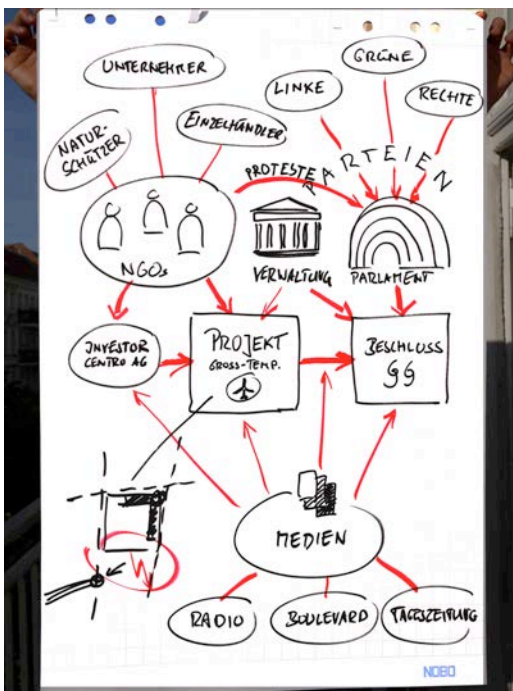 UNTERNEHMER
GRÜNE
LINKE
RECHTE
NATUR-
SCHÜTZER
EINZELHÄNDLER
PROTESTE
PARTEIEN
NGOs
VERWALTUNG
PARLAMENT
INVESTOR
CENTRO AG
PROJEKT
GROSS-TEMP.
BESCHLUSS
§§
MEDIEN
RADIO
BOULEVARD
TAGESZEITUNG
NOBO